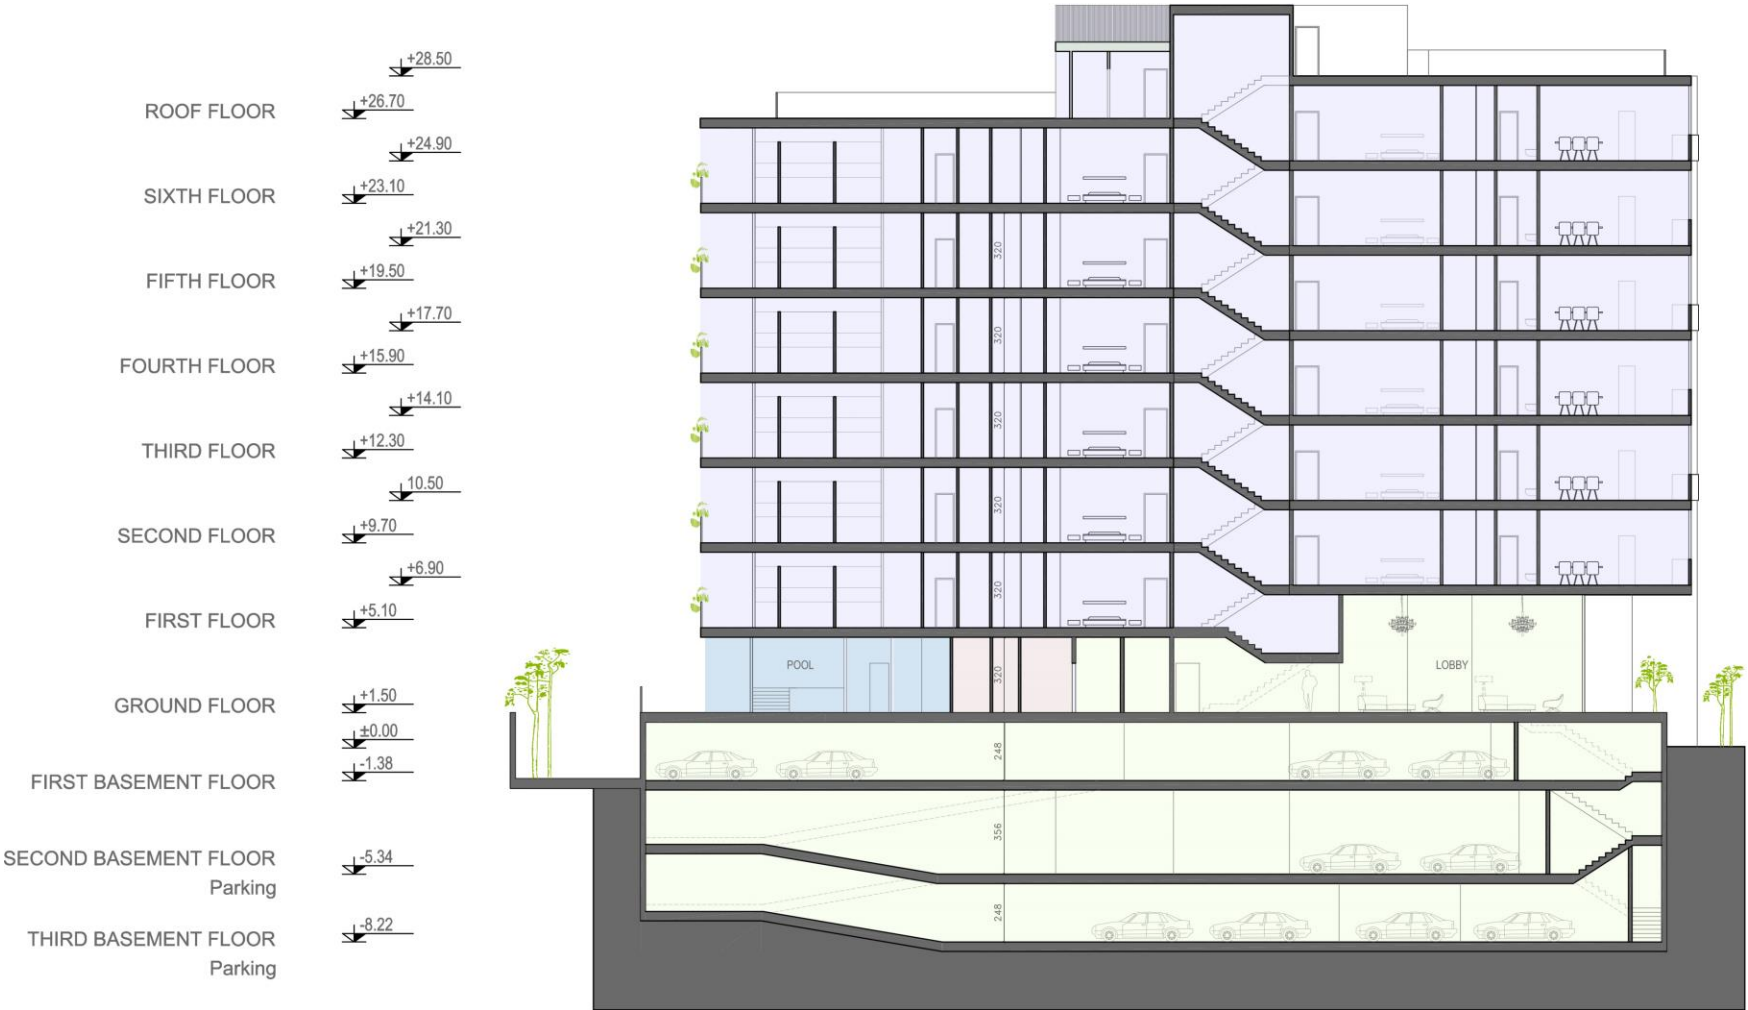 +28.50
ROOF FLOOR +26.70
+24.90
SIXTH FLOOR +23.10
+21.30
320
FIFTH FLOOR +19.50
+17.70
320
FOURTH FLOOR +15.90
+14.10
320
THIRD FLOOR +12.30
10.50
320
SECOND FLOOR +9.70
+6.90
320
FIRST FLOOR +5.10
POOL
320
LOBBY
GROUND FLOOR +1.50
±0.00
248
FIRST BASEMENT FLOOR -1.38
356
SECOND BASEMENT FLOOR -5.34
Parking
248
THIRD BASEMENT FLOOR -8.22
Parking